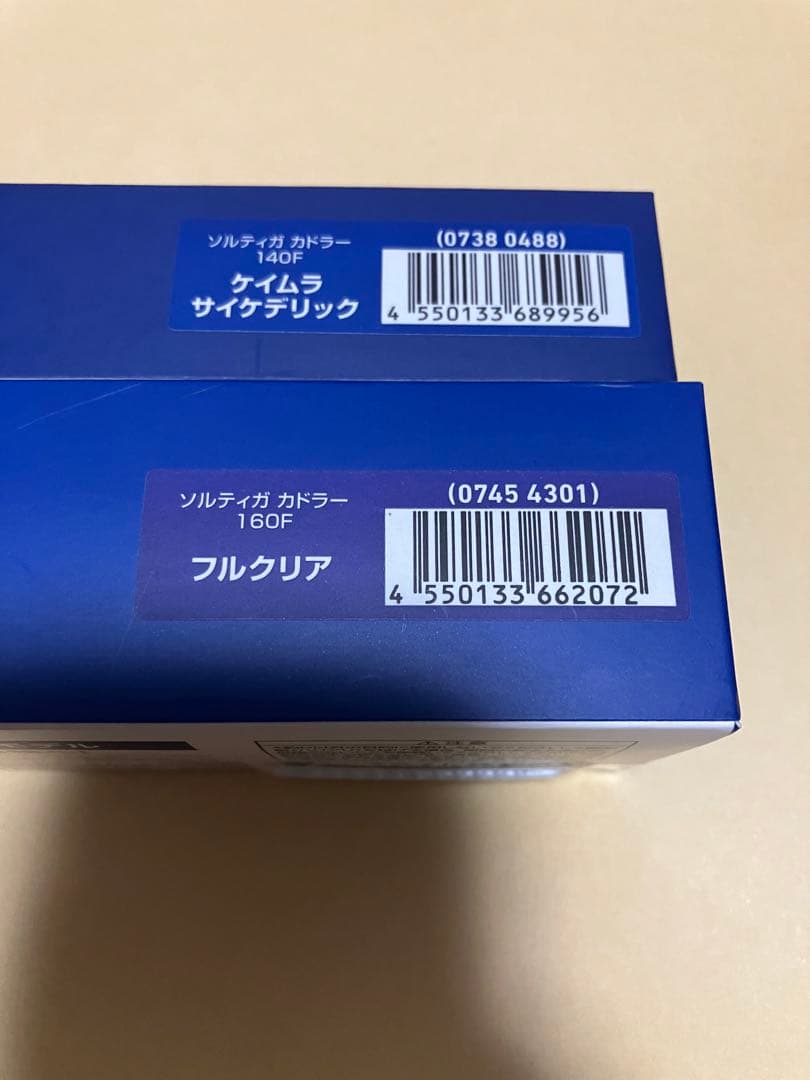 ソルティガ カドラー
140F
ケイムラ
サイケデリック
(0738 0488)
4 550133 689956
ソルティガ カドラー
160F
フルクリア
(0745 4301)
4 550133 662072